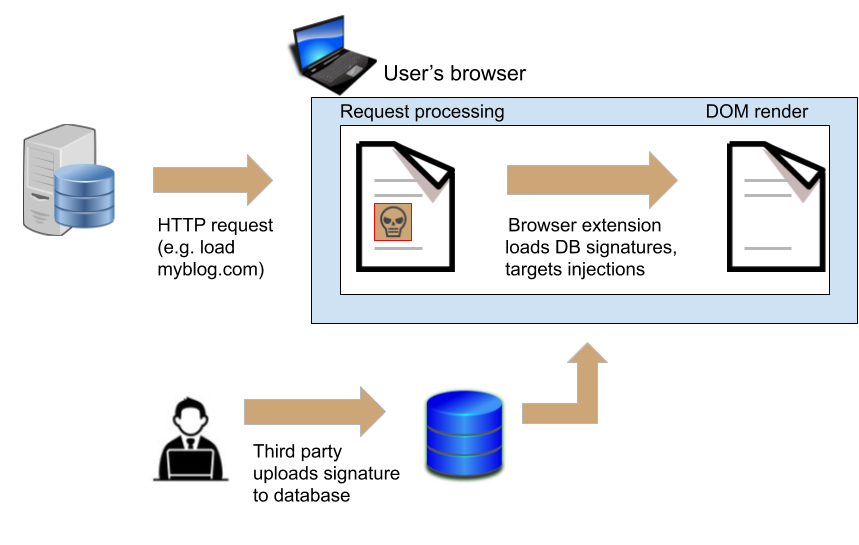 User's browser
Request processing
DOM render
HTTP request
(e.g. load
myblog.com)
Browser extension
loads DB signatures,
targets injections
Third party
uploads signature
to database